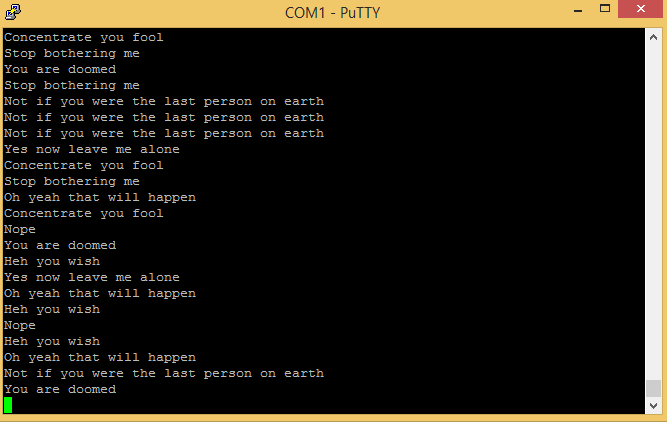 COM1 - PuTTY
Concentrate you fool
Stop bothering me
You are doomed
Stop bothering me
Not if you were the last person on earth
Not if you were the last person on earth
Not if you were the last person on earth
Yes now leave me alone
Concentrate you fool
Stop bothering me
Oh yeah that will happen
Concentrate you fool
Nope
You are doomed
Heh you wish
Yes now leave me alone
Oh yeah that will happen
Heh you wish
Nope
Heh you wish
Oh yeah that will happen
Not if you were the last person on earth
You are doomed